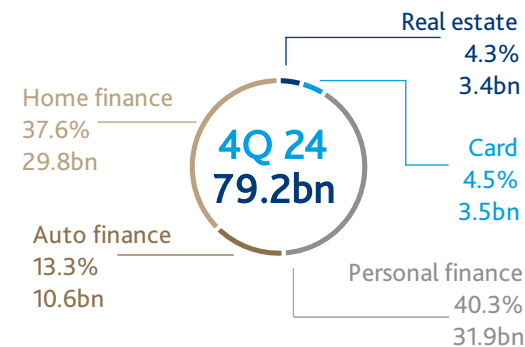 Real estate
4.3%
3.4bn
Home finance
37.6%
29.8bn
4Q 24
79.2bn
Card
4.5%
3.5bn
Auto finance
13.3%
10.6bn
Personal finance
40.3%
31.9bn